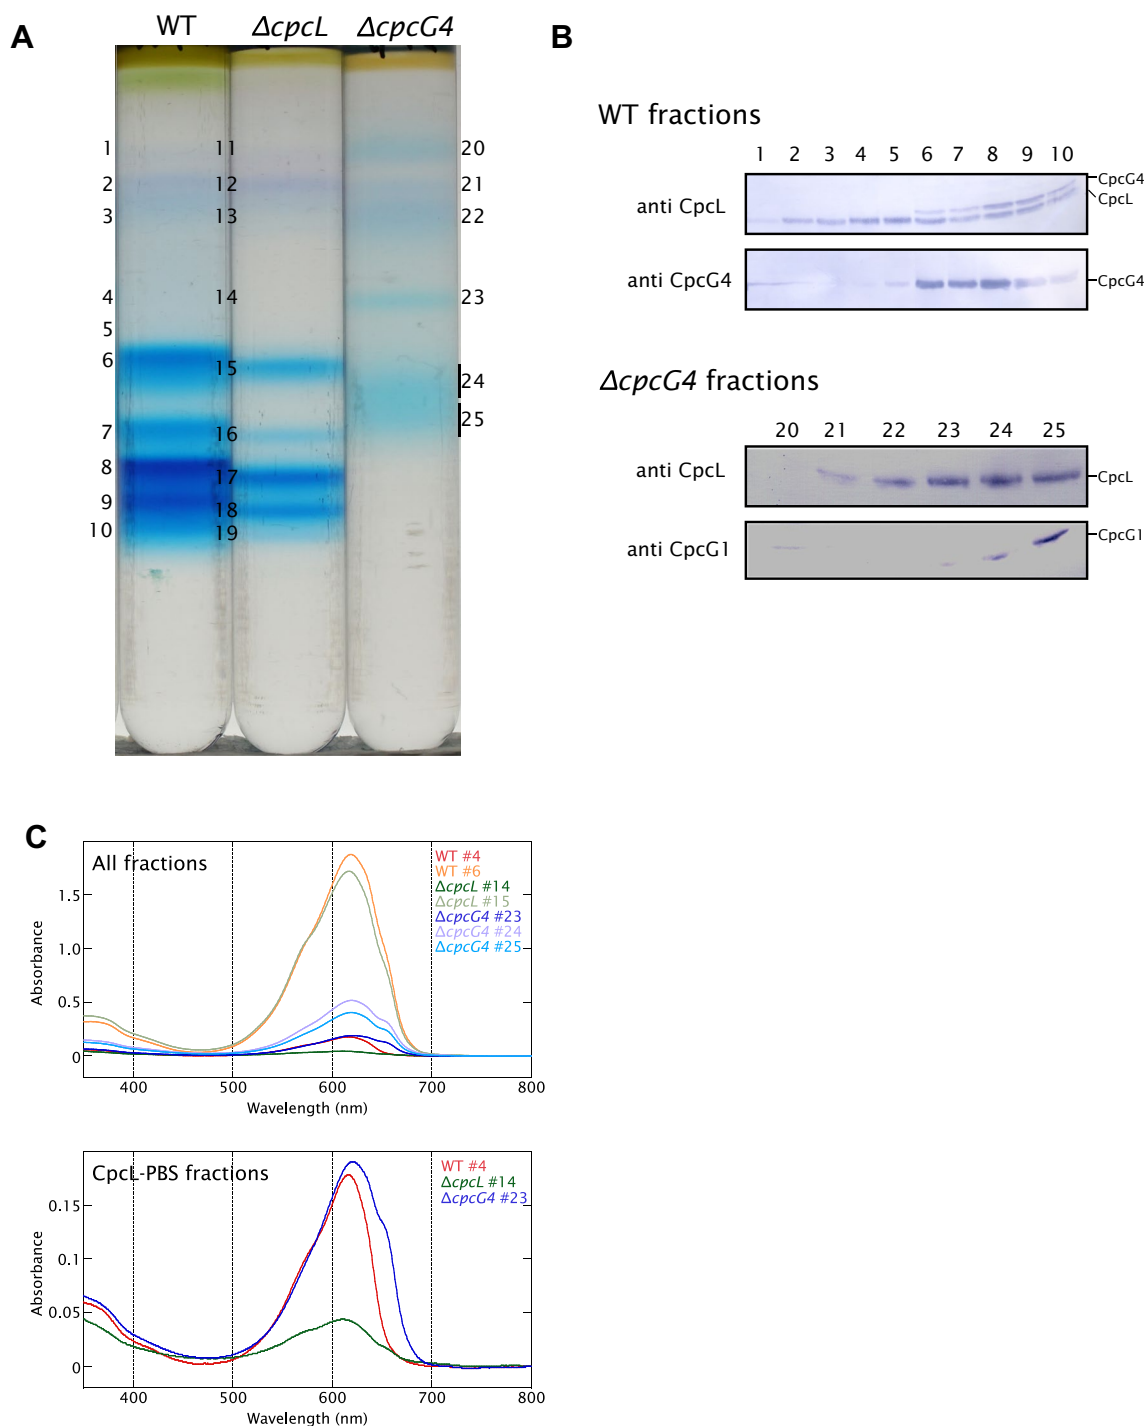 A
WT
ΔcpcL
ΔcpcG4
1
2
3
4
5
6
7
8
9
10
11
12
13
14
15
16
17
18
19
20
21
22
23
24
25
B
WT fractions
1 2 3 4 5 6 7 8 9 10
anti CpcL
CpcG4
CpcL
anti CpcG4
CpcG4
ΔcpcG4 fractions
20 21 22 23 24 25
anti CpcL
CpcL
anti CpcG1
CpcG1
C
All fractions
WT #4
WT #6
ΔcpcL #14
ΔcpcL #15
ΔcpcG4 #23
ΔcpcG4 #24
ΔcpcG4 #25
1.5
1.0
0.5
0
Absorbance
400 500 600 700 800
Wavelength (nm)
CpcL-PBS fractions
WT #4
ΔcpcL #14
ΔcpcG4 #23
0.15
0.1
0.05
0
Absorbance
400 500 600 700 800
Wavelength (nm)